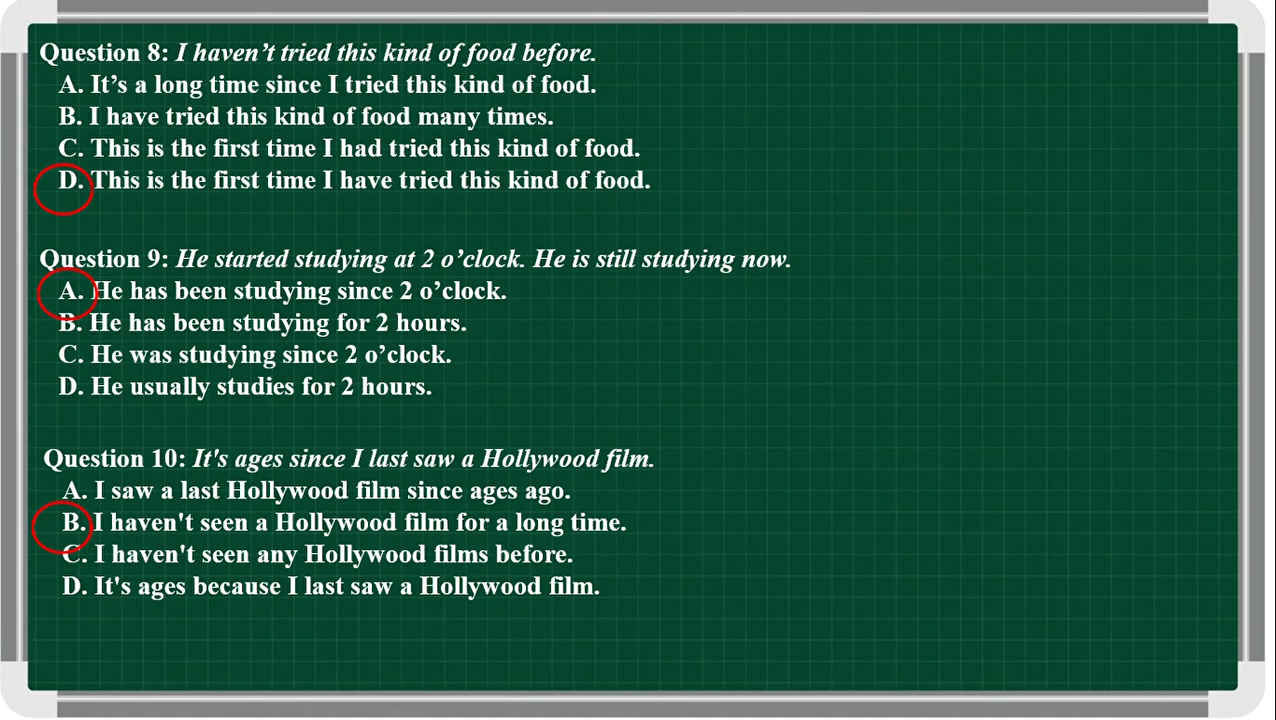 Question 8: I haven’t tried this kind of food before.
A. It’s a long time since I tried this kind of food.
B. I have tried this kind of food many times.
C. This is the first time I had tried this kind of food.
D. This is the first time I have tried this kind of food.
Question 9: He started studying at 2 o’clock. He is still studying now.
A. He has been studying since 2 o’clock.
B. He has been studying for 2 hours.
C. He was studying since 2 o’clock.
D. He usually studies for 2 hours.
Question 10: It's ages since I last saw a Hollywood film.
A. I saw a last Hollywood film since ages ago.
B. I haven't seen a Hollywood film for a long time.
C. I haven't seen any Hollywood films before.
D. It's ages because I last saw a Hollywood film.